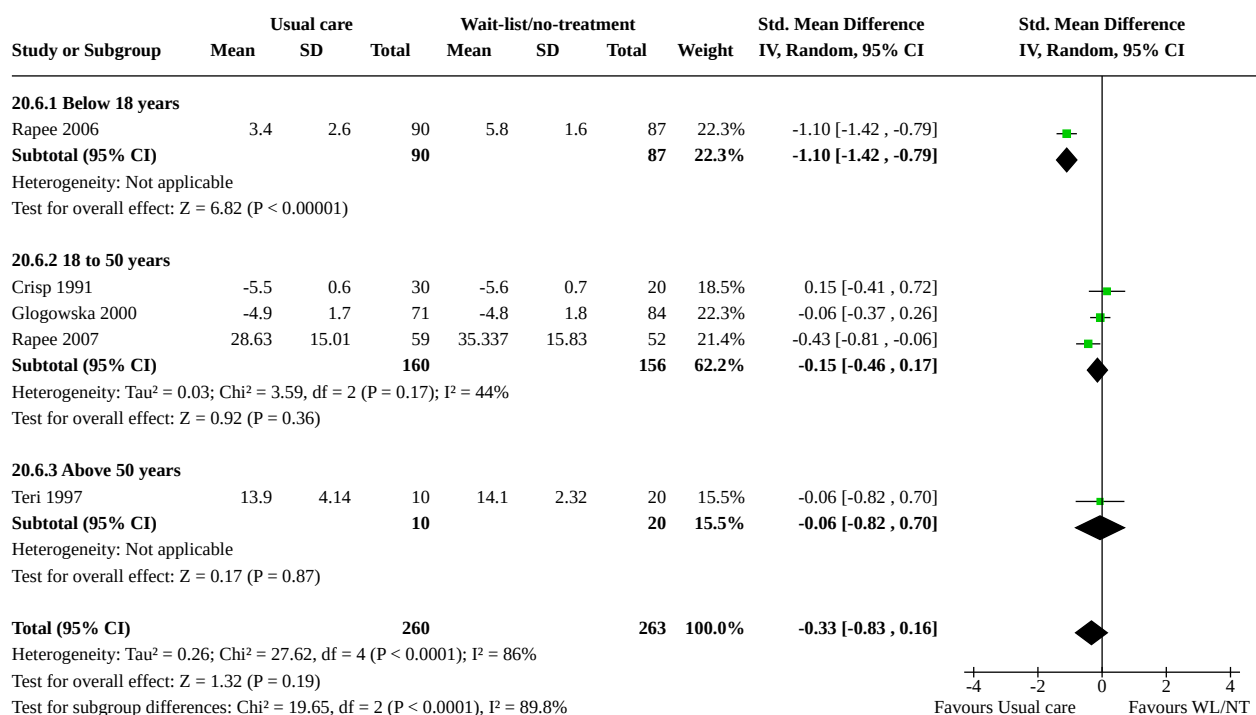 Usual care Wait-list/no-treatment Std. Mean Difference Std. Mean Difference
Study or Subgroup Mean SD Total Mean SD Total Weight IV, Random, 95% CI IV, Random, 95% CI
20.6.1 Below 18 years
Rapee 2006 3.4 2.6 90 5.8 1.6 87 22.3% -1.10 [-1.42 , -0.79]
Subtotal (95% CI) 90 87 22.3% -1.10 [-1.42 , -0.79]
Heterogeneity: Not applicable
Test for overall effect: Z = 6.82 (P < 0.00001)
20.6.2 18 to 50 years
Crisp 1991 -5.5 0.6 30 -5.6 0.7 20 18.5% 0.15 [-0.41 , 0.72]
Glogowska 2000 -4.9 1.7 71 -4.8 1.8 84 22.3% -0.06 [-0.37 , 0.26]
Rapee 2007 28.63 15.01 59 35.337 15.83 52 21.4% -0.43 [-0.81 , -0.06]
Subtotal (95% CI) 160 156 62.2% -0.15 [-0.46 , 0.17]
Heterogeneity: Tau² = 0.03; Chi² = 3.59, df = 2 (P = 0.17); I² = 44%
Test for overall effect: Z = 0.92 (P = 0.36)
20.6.3 Above 50 years
Teri 1997 13.9 4.14 10 14.1 2.32 20 15.5% -0.06 [-0.82 , 0.70]
Subtotal (95% CI) 10 20 15.5% -0.06 [-0.82 , 0.70]
Heterogeneity: Not applicable
Test for overall effect: Z = 0.17 (P = 0.87)
Total (95% CI) 260 263 100.0% -0.33 [-0.83 , 0.16]
Heterogeneity: Tau² = 0.26; Chi² = 27.62, df = 4 (P < 0.0001); I² = 86%
Test for overall effect: Z = 1.32 (P = 0.19)
Test for subgroup differences: Chi² = 19.65, df = 2 (P < 0.0001), I² = 89.8%
-4 -2 0 2 4
Favours Usual care Favours WL/NT